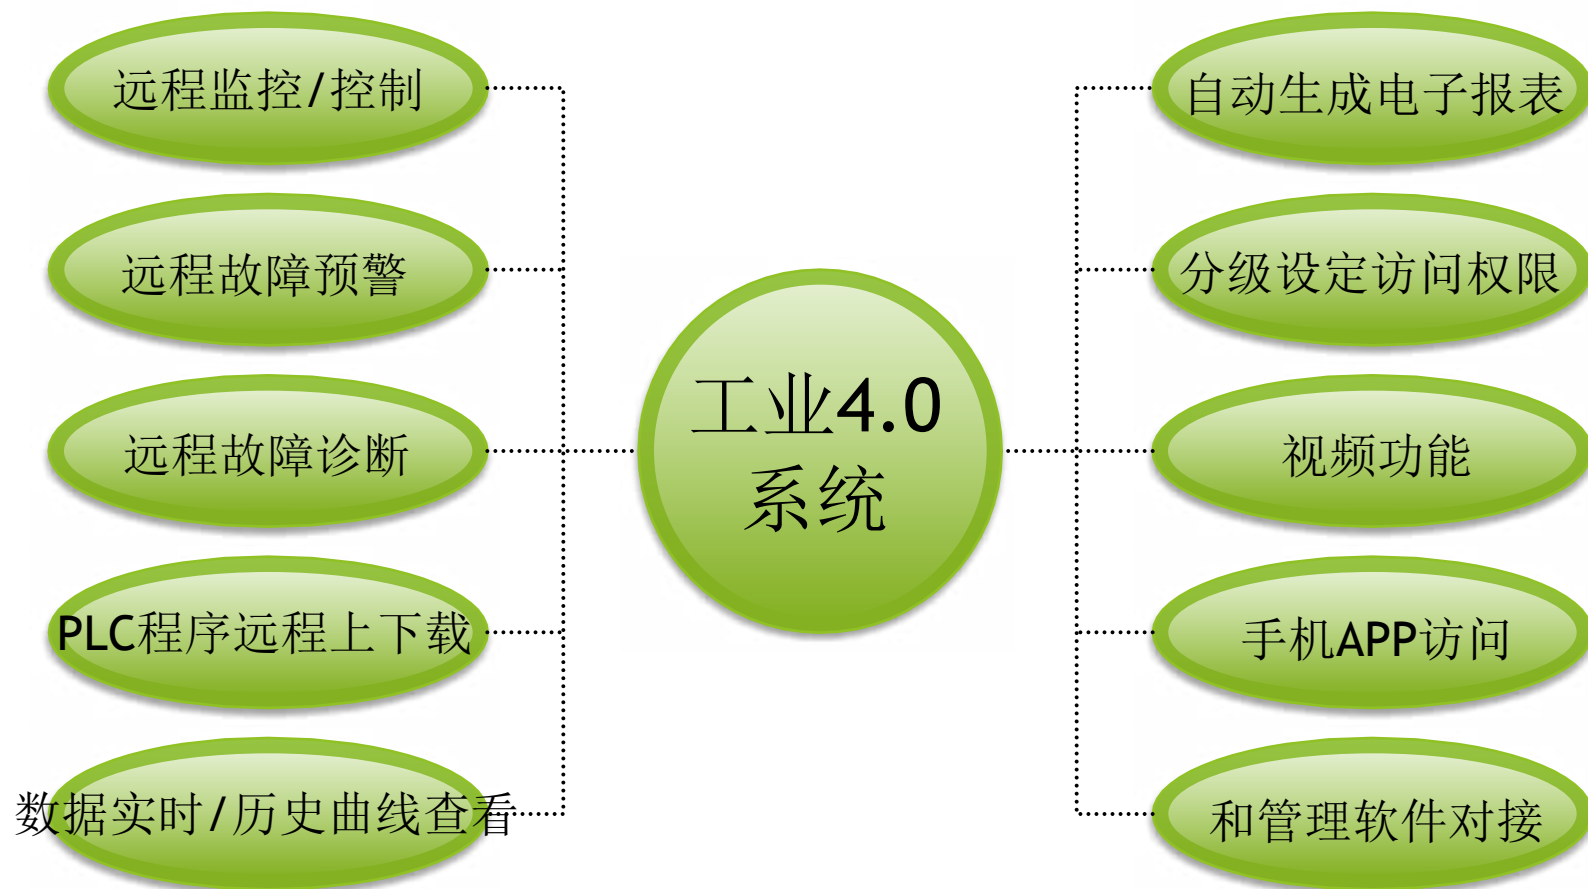 远程监控/控制
远程故障预警
远程故障诊断
PLC程序远程上下载
数据实时/历史曲线查看
工业4.0
系统
自动生成电子报表
分级设定访问权限
视频功能
手机APP访问
和管理软件对接